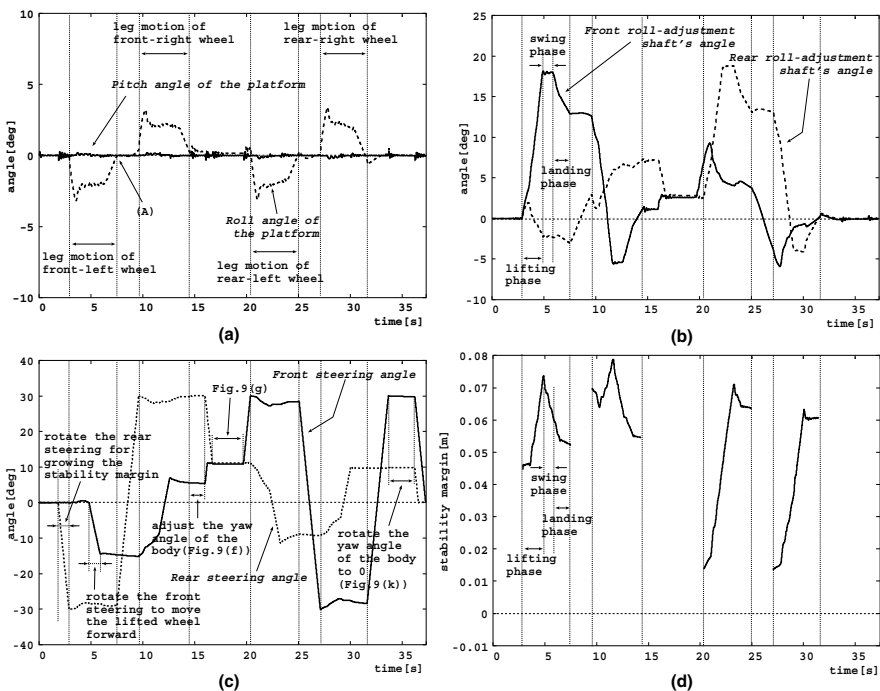 10
5
0
-5
-10
angle[deg]
leg motion of
front-right wheel
leg motion of
rear-right wheel
Pitch angle of the platform
(A)
Roll angle of
the platform
leg motion of
front-left wheel
leg motion of
rear-left wheel
0 5 10 15 20 25 30 35
time[s]
(a)
25
20
15
10
5
0
-5
-10
angle[deg]
swing
phase
Front roll-adjustment
shaft's angle
Rear roll-adjustment
shaft's angle
landing
phase
lifting
phase
0 5 10 15 20 25 30 35
time[s]
(b)
40
30
20
10
0
-10
-20
-30
-40
angle[deg]
Front steering angle
Fig.9(g)
rotate the rear
steering for
growing the
stability margin
adjust the yaw
angle of the
body(Fig.9(f))
rotate the
yaw angle
of the body
to 0
(Fig.9(k))
Rear steering angle
rotate the front
steering to move
the lifted wheel
forward
0 5 10 15 20 25 30 35
time[s]
(c)
0.08
0.07
0.06
0.05
0.04
0.03
0.02
0.01
0
-0.01
stability margin[m]
swing
phase
landing
phase
lifting
phase
0 5 10 15 20 25 30 35
time[s]
(d)